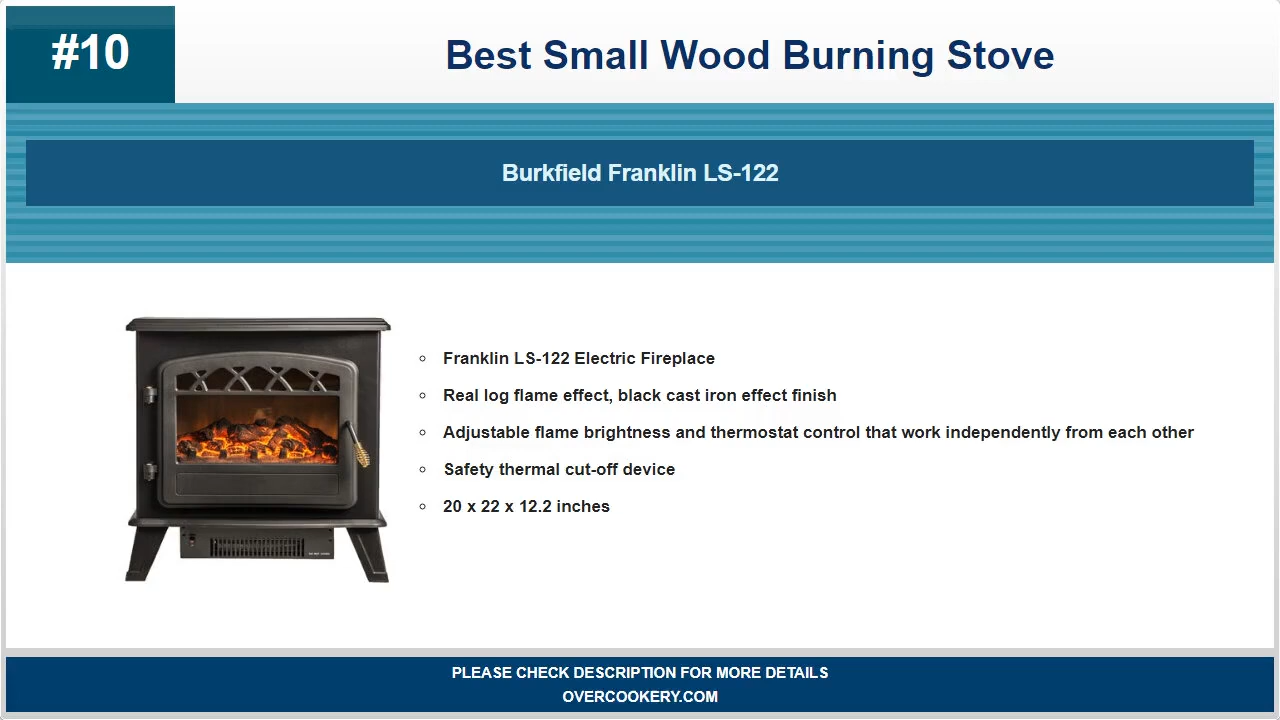 #10
Best Small Wood Burning Stove
Burkfield Franklin LS-122
Franklin LS-122 Electric Fireplace
Real log flame effect, black cast iron effect finish
Adjustable flame brightness and thermostat control that work independently from each other
Safety thermal cut-off device
20 x 22 x 12.2 inches
PLEASE CHECK DESCRIPTION FOR MORE DETAILS
OVERCOOKERY.COM